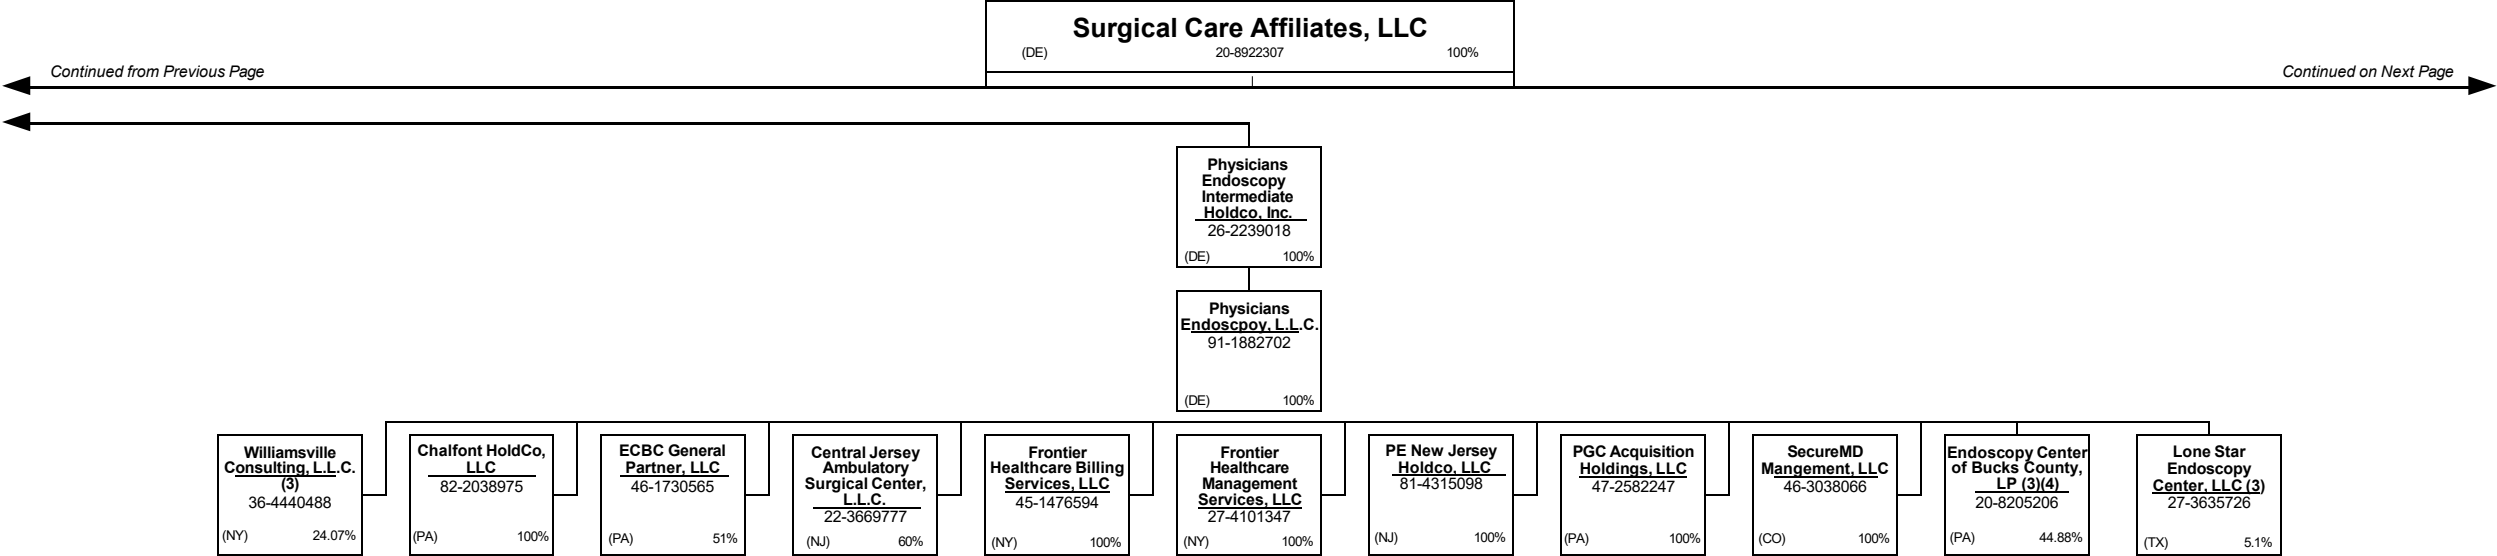 Surgical Care Affiliates, LLC
(DE) 20-8922307 100%
Continued from Previous Page
Continued on Next Page
Physicians
Endoscopy
Intermediate
Holdco, Inc.
26-2239018
(DE) 100%
Physicians
Endoscpoy, L.L.C.
91-1882702
(DE) 100%
Williamsville
Consulting, L.L.C.
(3)
36-4440488
(NY) 24.07%
Chalfont HoldCo,
LLC
82-2038975
(PA) 100%
ECBC General
Partner, LLC
46-1730565
(PA) 51%
Central Jersey
Ambulatory
Surgical Center,
L.L.C.
22-3669777
(NJ) 60%
Frontier
Healthcare Billing
Services, LLC
45-1476594
(NY) 100%
Frontier
Healthcare
Management
Services, LLC
27-4101347
(NY) 100%
PE New Jersey
Holdco, LLC
81-4315098
(NJ) 100%
PGC Acquisition
Holdings, LLC
47-2582247
(PA) 100%
SecureMD
Mangement, LLC
46-3038066
(CO) 100%
Endoscopy Center
of Bucks County,
LP (3)(4)
20-8205206
(PA) 44.88%
Lone Star
Endoscopy
Center, LLC (3)
27-3635726
(TX) 5.1%